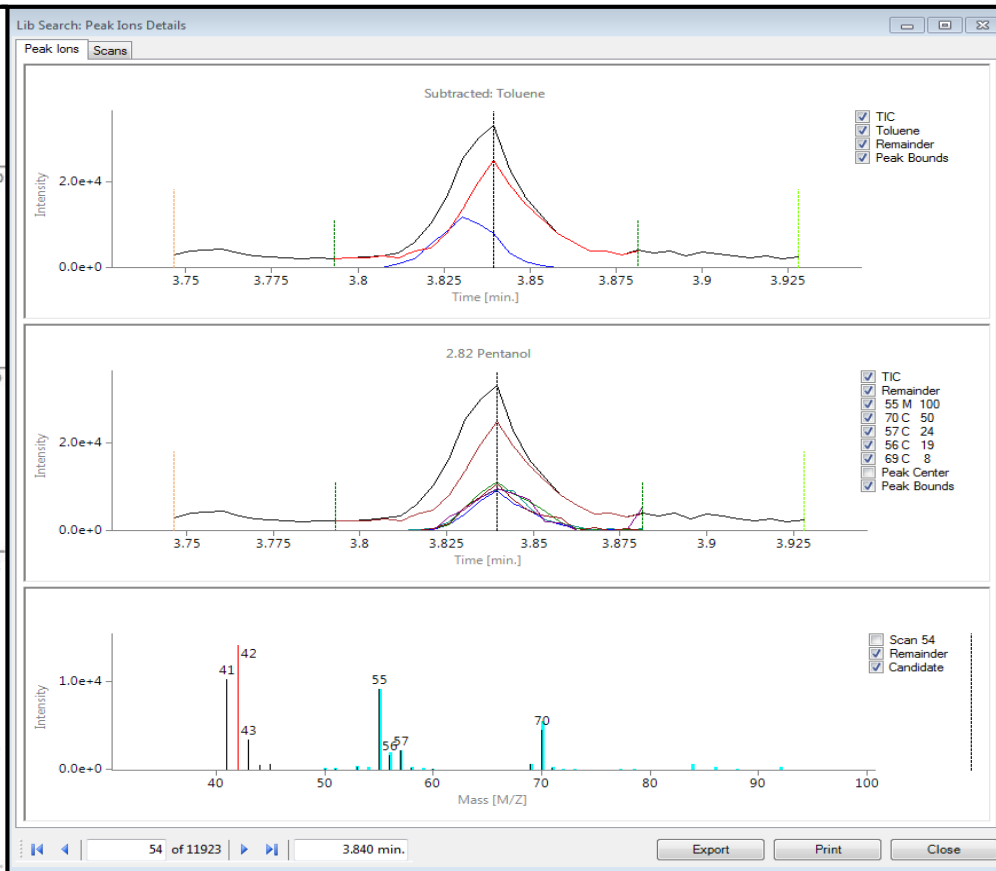 Lib Search: Peak Ions Details
Peak Ions Scans
Subtracted: Toluene
TIC
Toluene
Remainder
Peak Bounds
Intensity
2.0e+4
0.0e+0
3.75 3.775 3.8 3.825 3.85 3.875 3.9 3.925
Time [min.]
2.82 Pentanol
TIC
Remainder
55 M 100
70 C 50
57 C 24
56 C 19
69 C 8
Peak Center
Peak Bounds
Intensity
2.0e+4
0.0e+0
3.75 3.775 3.8 3.825 3.85 3.875 3.9 3.925
Time [min.]
Scan 54
Remainder
Candidate
Intensity
1.0e+4
0.0e+0
41 42 43 55 56 57 70
40 50 60 70 80 90 100
Mass [M/Z]
54 of 11923 3.840 min. Export Print Close